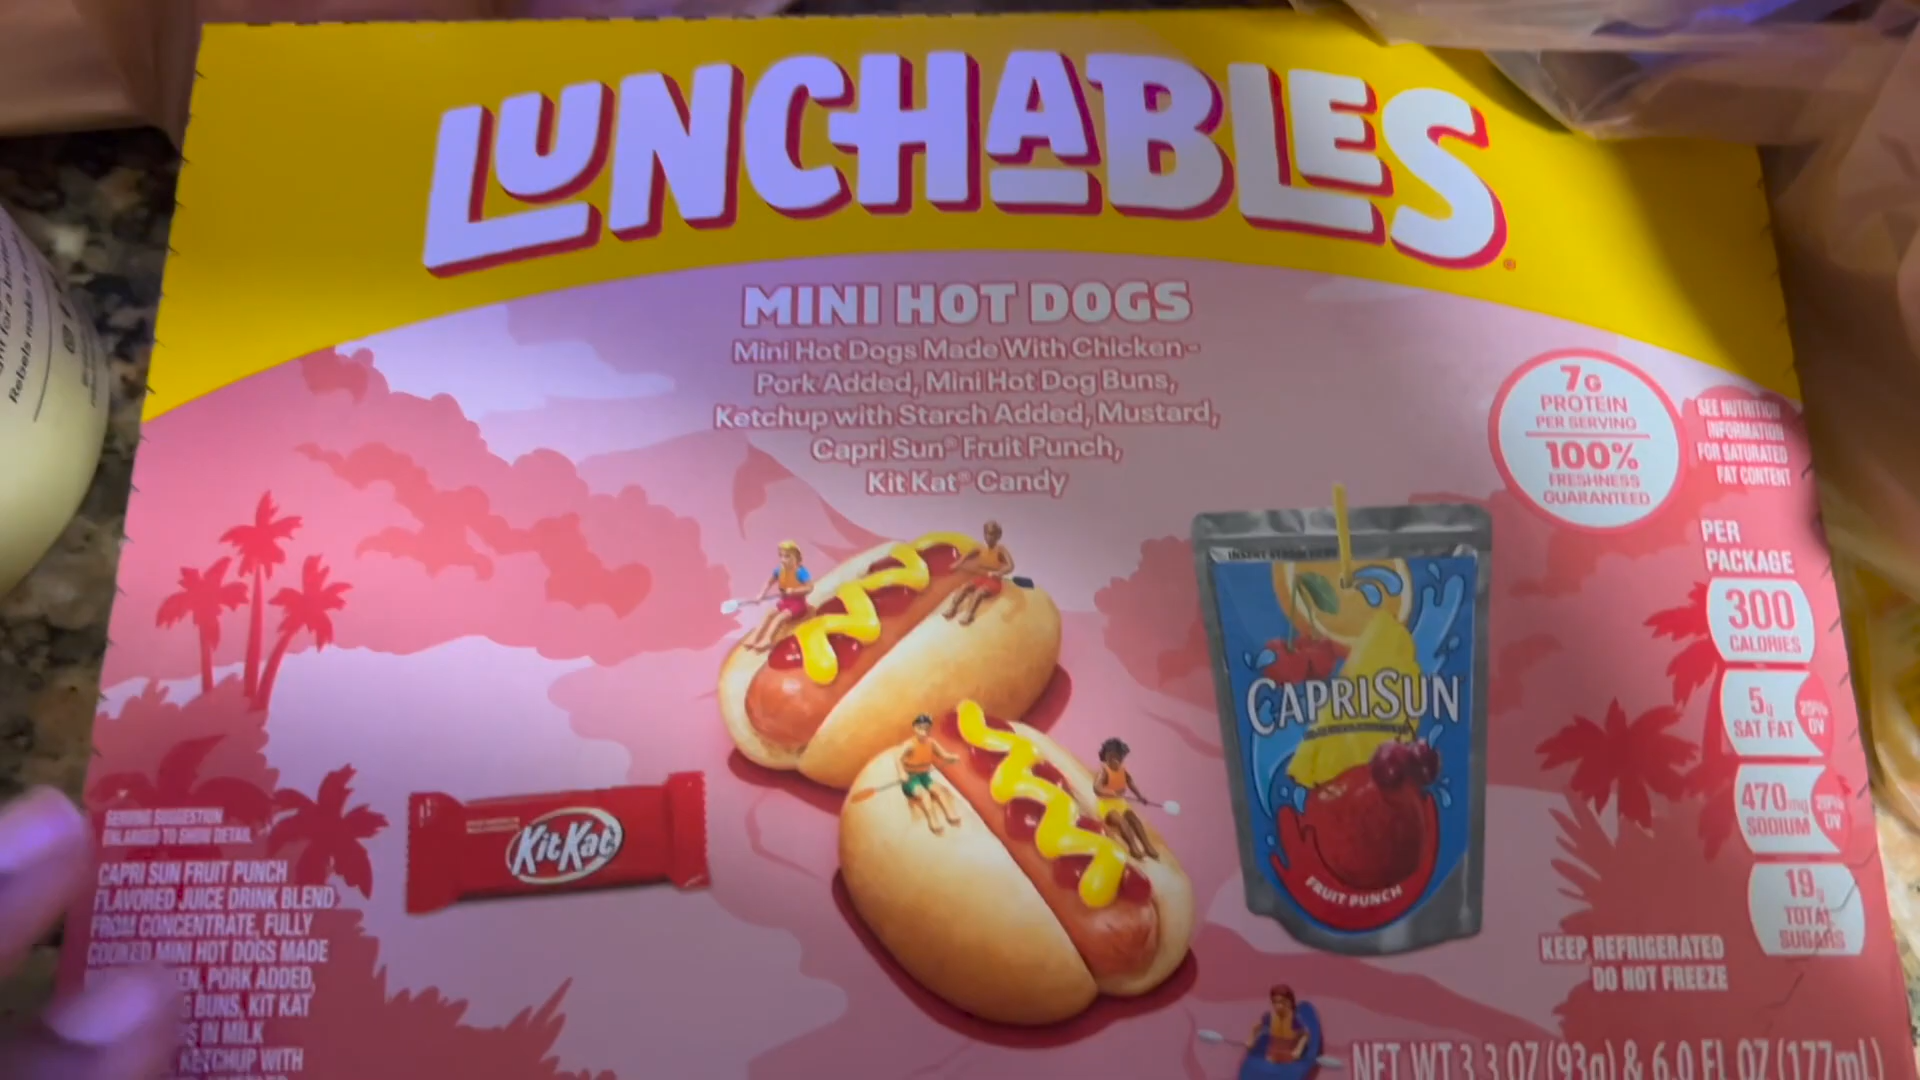 LUNCHABLES®
MINI HOT DOGS
Mini Hot Dogs Made With Chicken-
Pork Added, Mini Hot Dog Buns,
Ketchup with Starch Added, Mustard,
Capri Sun® Fruit Punch,
Kit Kat® Candy
7G
PROTEIN
PER SERVING
100%
FRESHNESS
GUARANTEED
SEE NUTRITION
INFORMATION
FOR SATURATED
FAT CONTENT
PER
PACKAGE
300
CALORIES
5g
SAT FAT
DV
470mg
SODIUM
DV
19g
TOTAL
SUGARS
CAPRISUN
FRUIT PUNCH
KitKat
SERVING SUGGESTION
ENLARGED TO SHOW DETAIL
CAPRI SUN FRUIT PUNCH
FLAVORED JUICE DRINK BLEND
FROM CONCENTRATE, FULLY
COOKED MINI HOT DOGS MADE
PORK ADDED,
BUNS, KIT KAT
IN MILK
KETCHUP WITH
KEEP REFRIGERATED
DO NOT FREEZE
NET WT 3.3 OZ (93g) & 6.0 FL OZ (177mL)
Rebels make